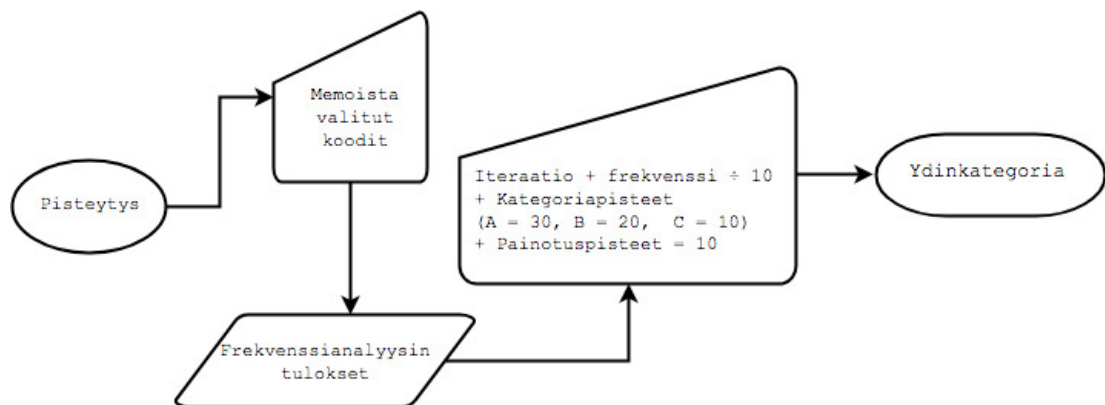 Pisteytys
Memoista
valitut
koodit
Frekvenssianalyysin
tulokset
Iteraatio + frekvenssi ÷ 10
+ Kategoriapisteet
(A = 30, B = 20, C = 10)
+ Painotuspisteet = 10
Ydinkategoria